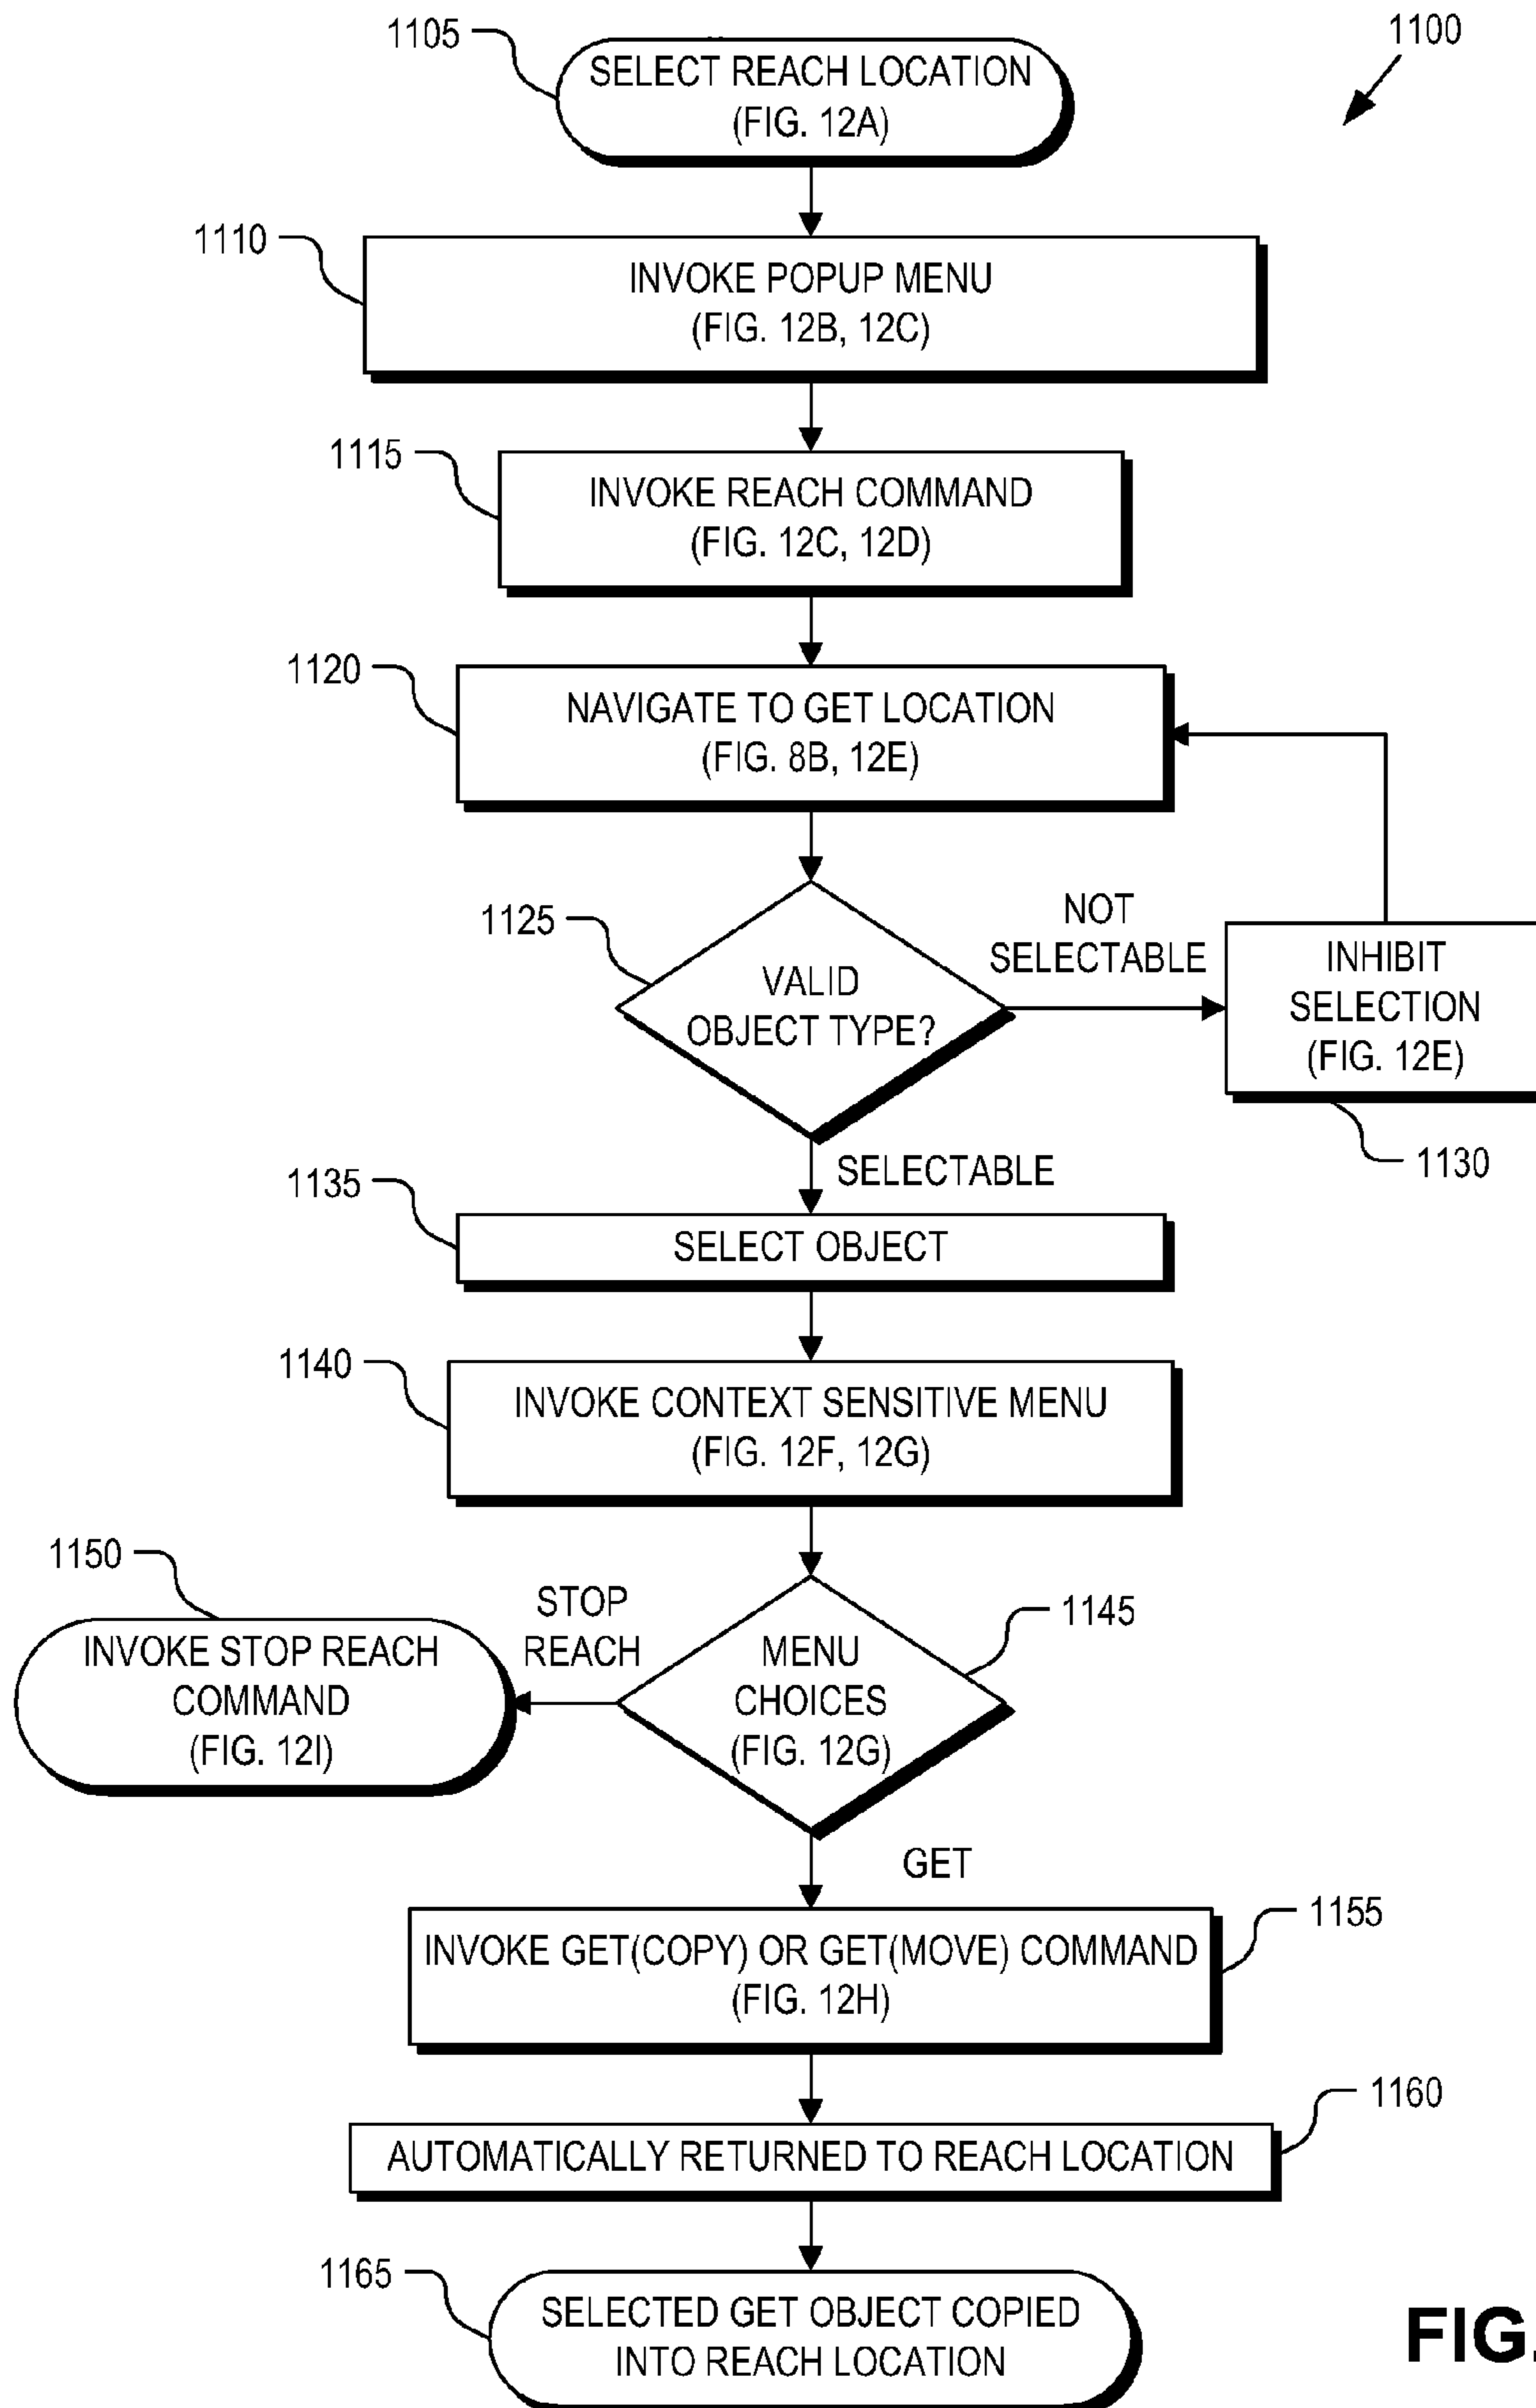 1105
1100
SELECT REACH LOCATION
(FIG. 12A)
1110
INVOKE POPUP MENU
(FIG. 12B, 12C)
1115
INVOKE REACH COMMAND
(FIG. 12C, 12D)
1120
NAVIGATE TO GET LOCATION
(FIG. 8B, 12E)
1125
VALID
OBJECT TYPE?
NOT
SELECTABLE
INHIBIT
SELECTION
(FIG. 12E)
1130
SELECTABLE
1135
SELECT OBJECT
1140
INVOKE CONTEXT SENSITIVE MENU
(FIG. 12F, 12G)
1150
INVOKE STOP REACH
COMMAND
(FIG. 12I)
STOP
REACH
1145
MENU
CHOICES
(FIG. 12G)
GET
1155
INVOKE GET(COPY) OR GET(MOVE) COMMAND
(FIG. 12H)
1160
AUTOMATICALLY RETURNED TO REACH LOCATION
1165
SELECTED GET OBJECT COPIED
INTO REACH LOCATION
FIG.